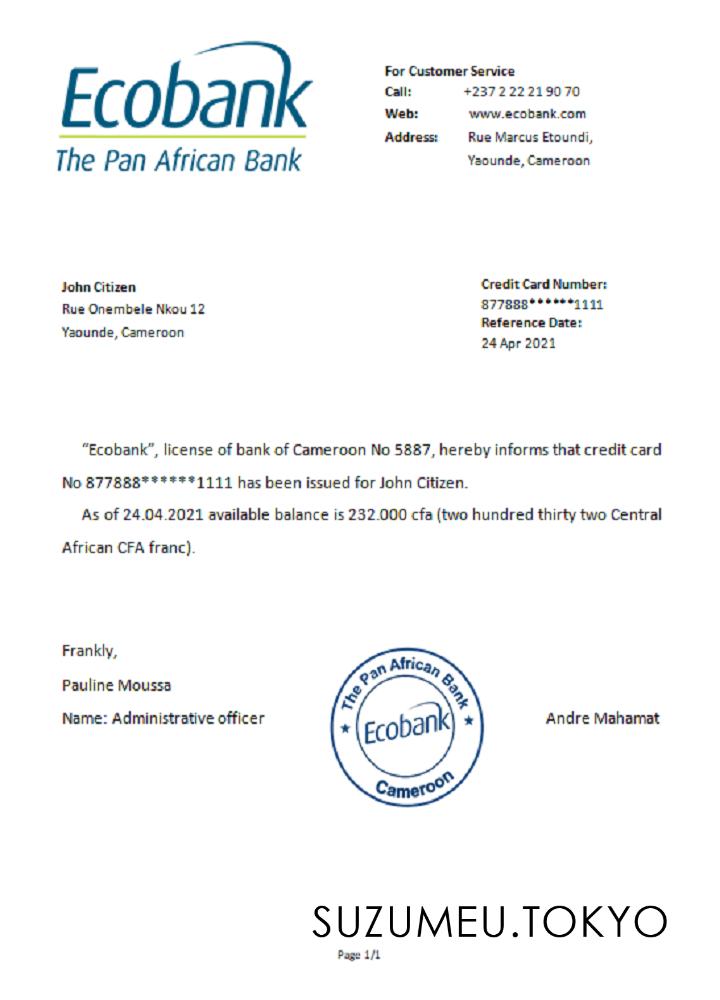 Ecobank
The Pan African Bank
For Customer Service
Call: +237 2 22 21 90 70
Web: www.ecobank.com
Address: Rue Marcus Etoundi,
Yaounde, Cameroon
John Citizen
Rue Onembele Nkou 12
Yaounde, Cameroon
Credit Card Number:
877888******1111
Reference Date:
24 Apr 2021
“Ecobank”, license of bank of Cameroon No 5887, hereby informs that credit card
No 877888******1111 has been issued for John Citizen.
As of 24.04.2021 available balance is 232.000 cfa (two hundred thirty two Central
African CFA franc).
Frankly,
Pauline Moussa
Name: Administrative officer
The Pan African Bank
Ecobank
Cameroon
Andre Mahamat
SUZUMEU.TOKYO
Page 1/1